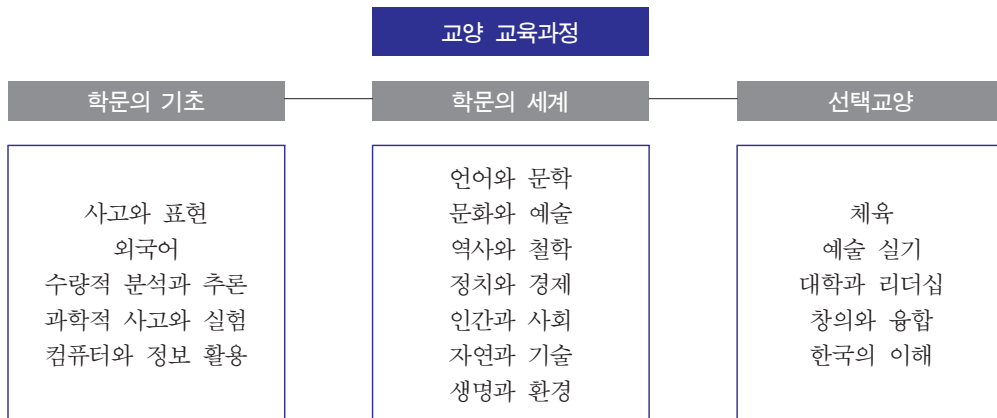 교양 교육과정
학문의 기초
사고와 표현
외국어
수량적 분석과 추론
과학적 사고와 실험
컴퓨터와 정보 활용
학문의 세계
언어와 문학
문화와 예술
역사와 철학
정치와 경제
인간과 사회
자연과 기술
생명과 환경
선택교양
체육
예술 실기
대학과 리더십
창의와 융합
한국의 이해